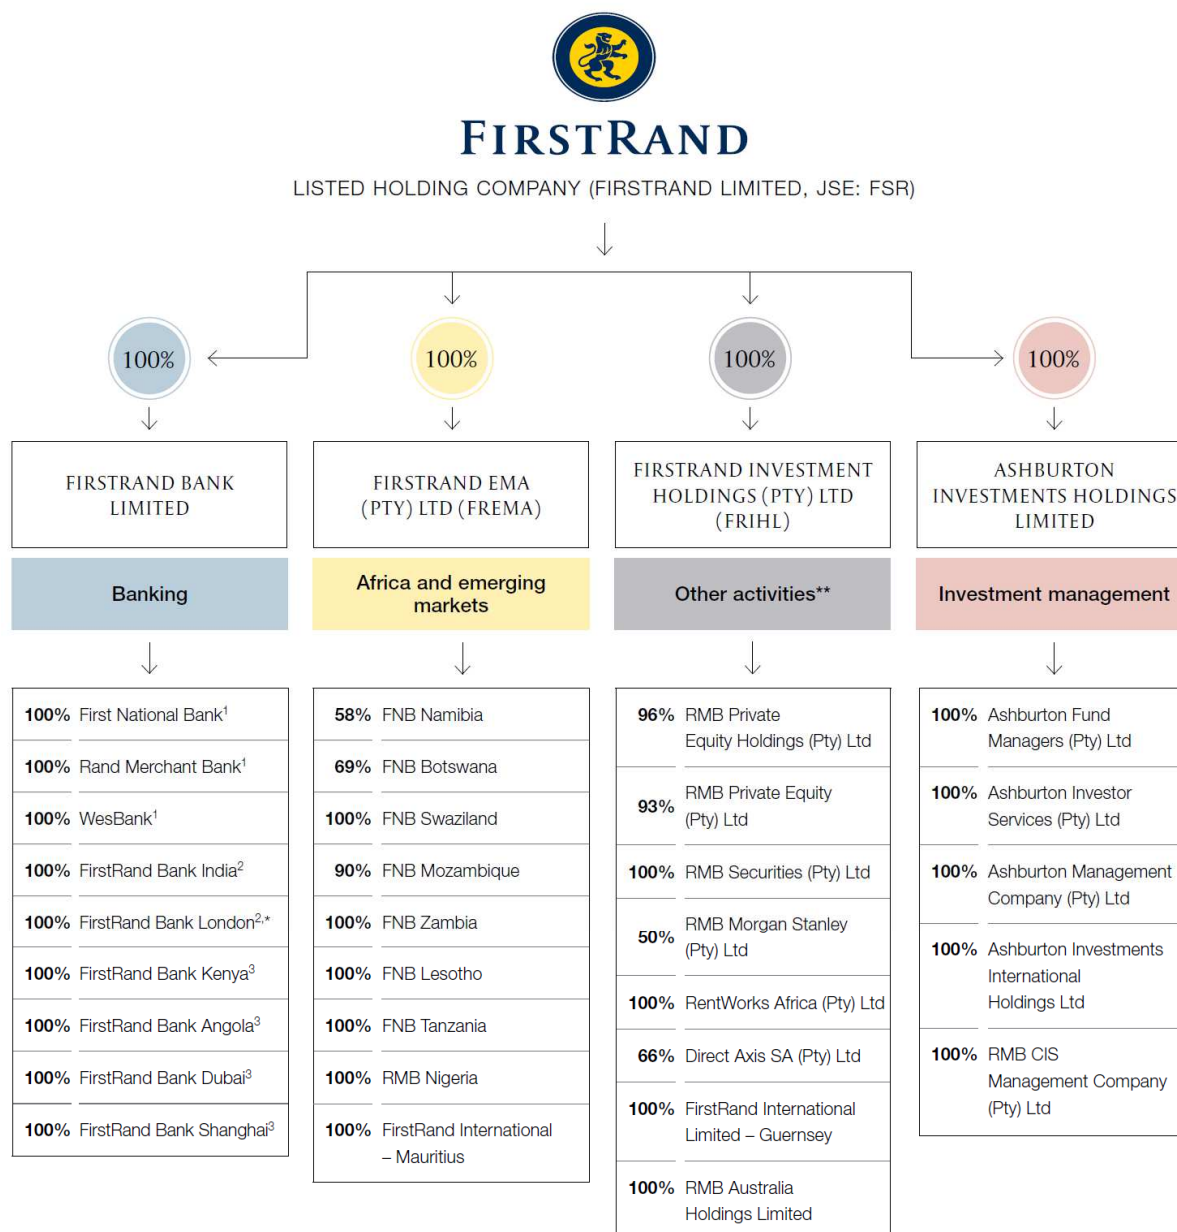 FIRSTRAND
LISTED HOLDING COMPANY (FIRSTRAND LIMITED, JSE: FSR)
100%
100%
100%
100%
FIRSTRAND BANK
LIMITED
FIRSTRAND EMA
(PTY) LTD (FREMA)
FIRSTRAND INVESTMENT
HOLDINGS (PTY) LTD
(FRIHL)
ASHBURTON
INVESTMENTS HOLDINGS
LIMITED
Banking
Africa and emerging
markets
Other activities**
Investment management
100% First National Bank¹
100% Rand Merchant Bank¹
100% WesBank¹
100% FirstRand Bank India²
100% FirstRand Bank London²,*
100% FirstRand Bank Kenya³
100% FirstRand Bank Angola³
100% FirstRand Bank Dubai³
100% FirstRand Bank Shanghai³
58% FNB Namibia
69% FNB Botswana
100% FNB Swaziland
90% FNB Mozambique
100% FNB Zambia
100% FNB Lesotho
100% FNB Tanzania
100% RMB Nigeria
100% FirstRand International
– Mauritius
96% RMB Private
Equity Holdings (Pty) Ltd
93% RMB Private Equity
(Pty) Ltd
100% RMB Securities (Pty) Ltd
50% RMB Morgan Stanley
(Pty) Ltd
100% RentWorks Africa (Pty) Ltd
66% Direct Axis SA (Pty) Ltd
100% FirstRand International
Limited – Guernsey
100% RMB Australia
Holdings Limited
100% Ashburton Fund
Managers (Pty) Ltd
100% Ashburton Investor
Services (Pty) Ltd
100% Ashburton Management
Company (Pty) Ltd
100% Ashburton Investments
International
Holdings Ltd
100% RMB CIS
Management Company
(Pty) Ltd